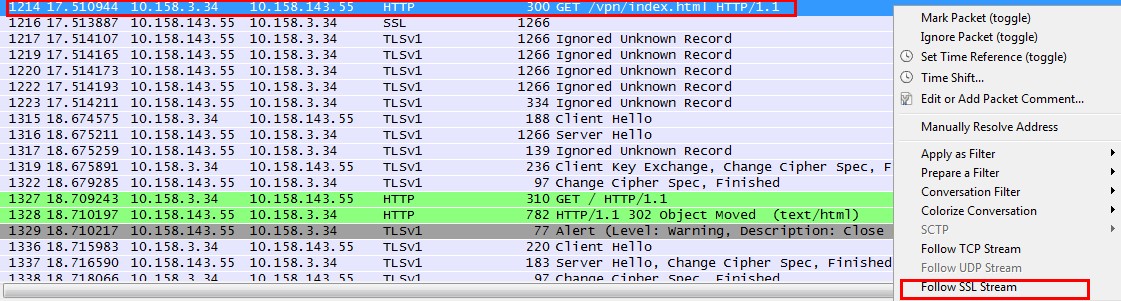 1214 17.510944 10.158.3.34 10.158.143.55 HTTP 300 GET /vpn/index.html HTTP/1.1
1216 17.513887 10.158.143.55 10.158.3.34 SSL 1266
1217 17.514107 10.158.143.55 10.158.3.34 TLSv1 1266 Ignored Unknown Record
1219 17.514165 10.158.143.55 10.158.3.34 TLSv1 1266 Ignored Unknown Record
1220 17.514173 10.158.143.55 10.158.3.34 TLSv1 1266 Ignored Unknown Record
1222 17.514193 10.158.143.55 10.158.3.34 TLSv1 1266 Ignored Unknown Record
1223 17.514211 10.158.143.55 10.158.3.34 TLSv1 334 Ignored Unknown Record
1315 18.674575 10.158.3.34 10.158.143.55 TLSv1 188 Client Hello
1316 18.675211 10.158.143.55 10.158.3.34 TLSv1 1266 Server Hello
1317 18.675259 10.158.143.55 10.158.3.34 TLSv1 139 Ignored Unknown Record
1319 18.675891 10.158.3.34 10.158.143.55 TLSv1 236 Client Key Exchange, Change Cipher Spec, F
1322 18.679285 10.158.143.55 10.158.3.34 TLSv1 97 Change Cipher Spec, Finished
1327 18.709243 10.158.3.34 10.158.143.55 HTTP 310 GET / HTTP/1.1
1328 18.710197 10.158.143.55 10.158.3.34 HTTP 782 HTTP/1.1 302 Object Moved (text/html)
1329 18.710217 10.158.143.55 10.158.3.34 TLSv1 77 Alert (Level: Warning, Description: Close
1336 18.715983 10.158.3.34 10.158.143.55 TLSv1 220 Client Hello
1337 18.716590 10.158.143.55 10.158.3.34 TLSv1 183 Server Hello, Change Cipher Spec, Finished
1338 18.718066 10.158.3.34 10.158.143.55 TLSv1 97 Change Cipher Spec, Finished
Mark Packet (toggle)
Ignore Packet (toggle)
Set Time Reference (toggle)
Time Shift...
Edit or Add Packet Comment...
Manually Resolve Address
Apply as Filter
Prepare a Filter
Conversation Filter
Colorize Conversation
SCTP
Follow TCP Stream
Follow UDP Stream
Follow SSL Stream